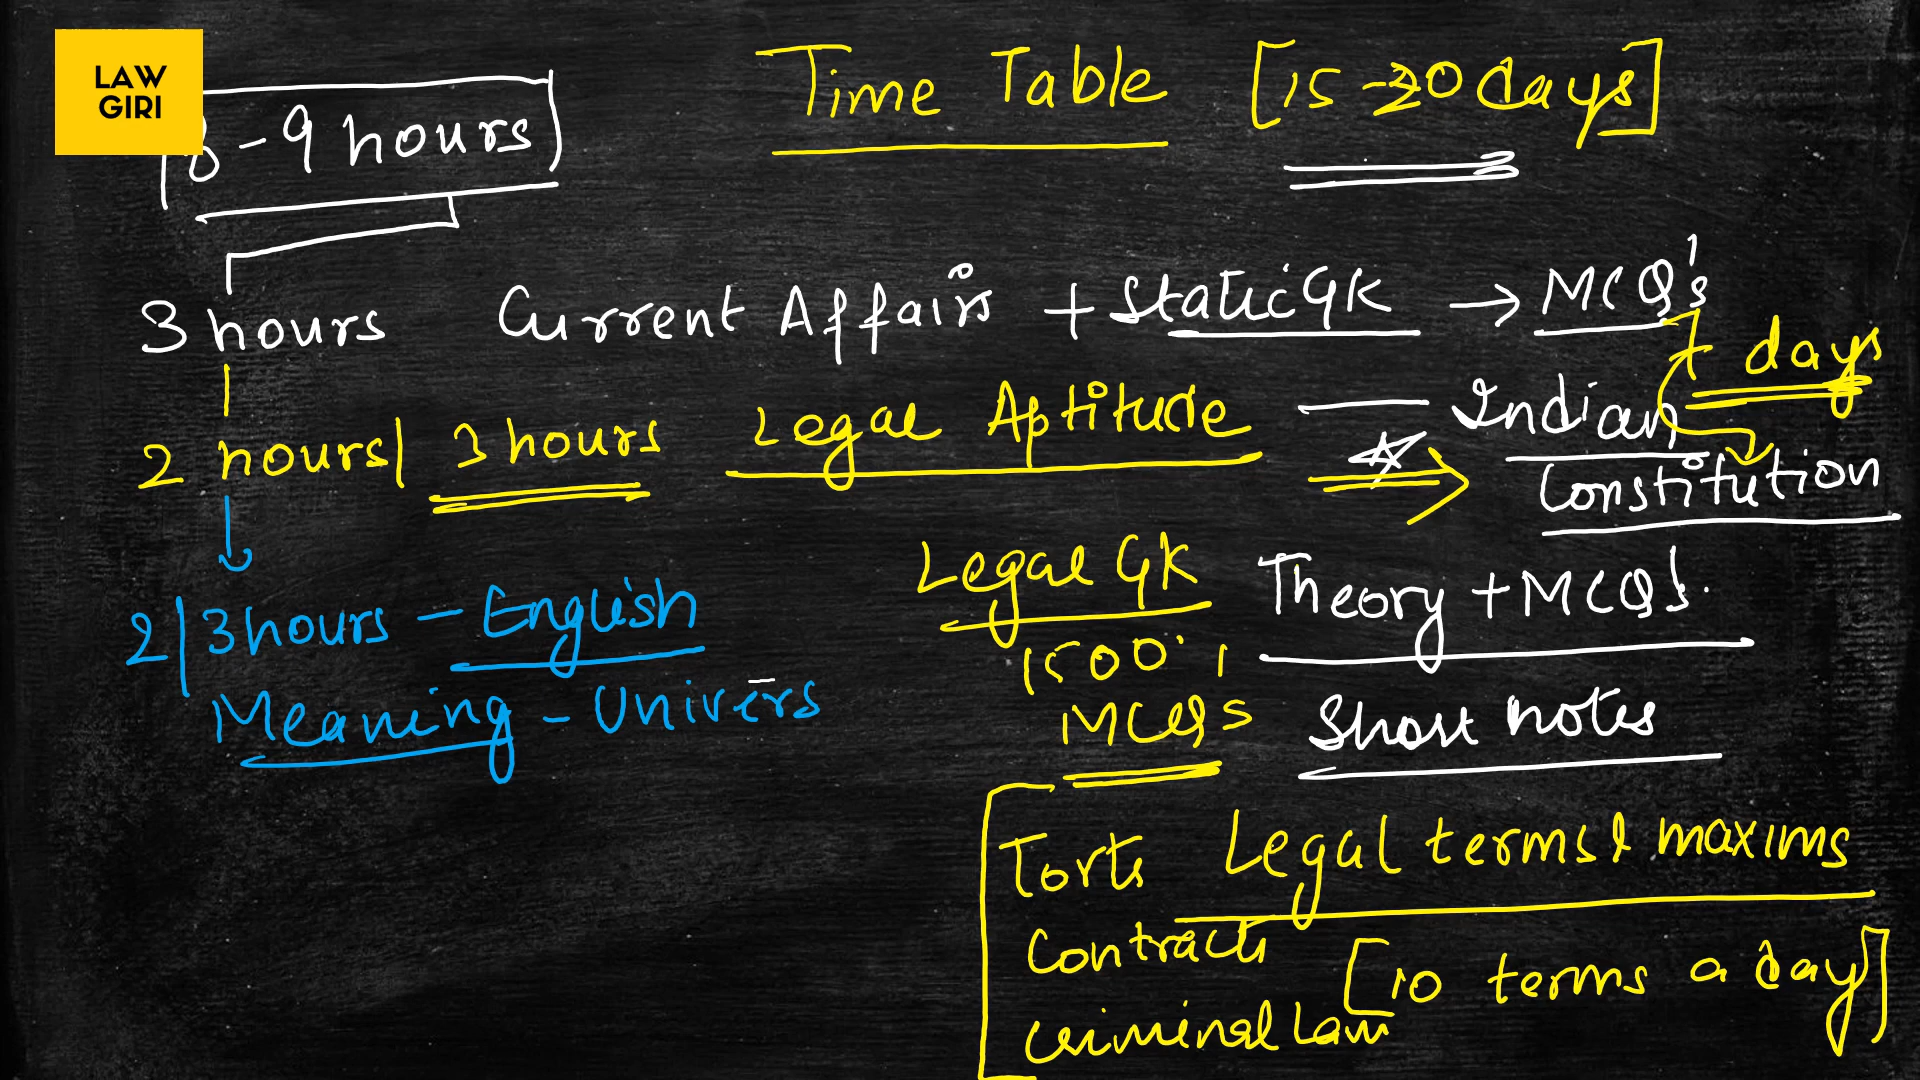 LAW
GIRI
8-9 hours
Time Table [15-20 days]
3 hours Current Affairs + Static GK → MCQ's
7 days
2 hours | 3 hours Legal Aptitude — Indian
Constitution
Legal GK Theory + MCQ's.
1500
MCQs Short notes
2|3 hours - English
Meaning - Univers
Torts Legal terms & maxims
Contracts [10 terms a day]
Criminal Law